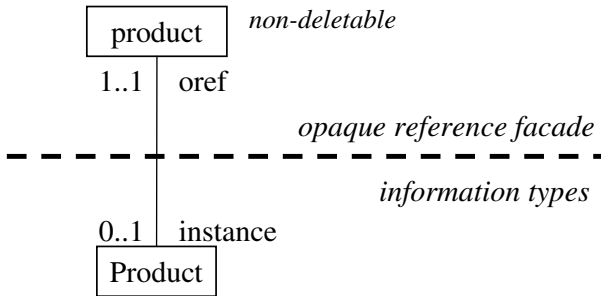 product non-deletable
1..1 oref
opaque reference facade
information types
0..1 instance
Product